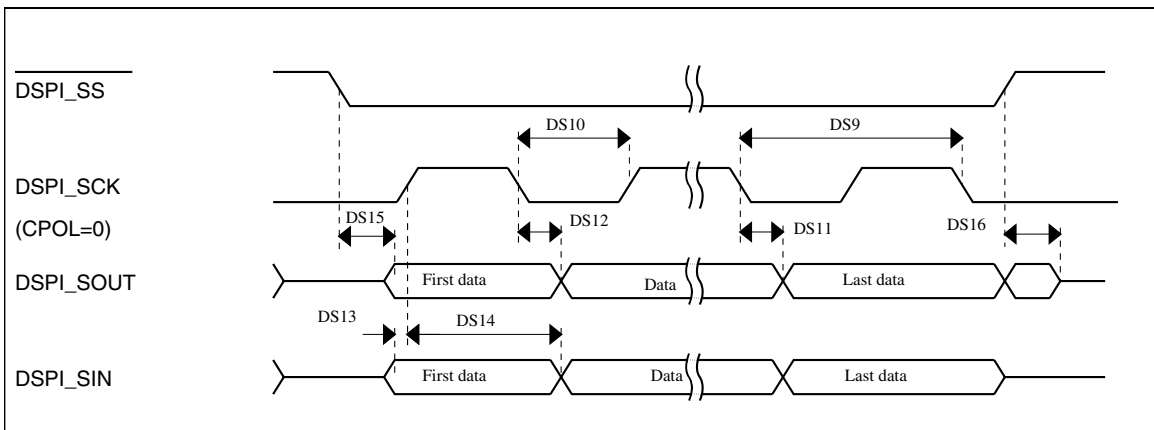 DSPI_SS
DS10
DS9
DSPI_SCK
DS15
DS12
DS11
DS16
(CPOL=0)
DSPI_SOUT
First data
Data
Last data
DS13
DS14
DSPI_SIN
First data
Data
Last data